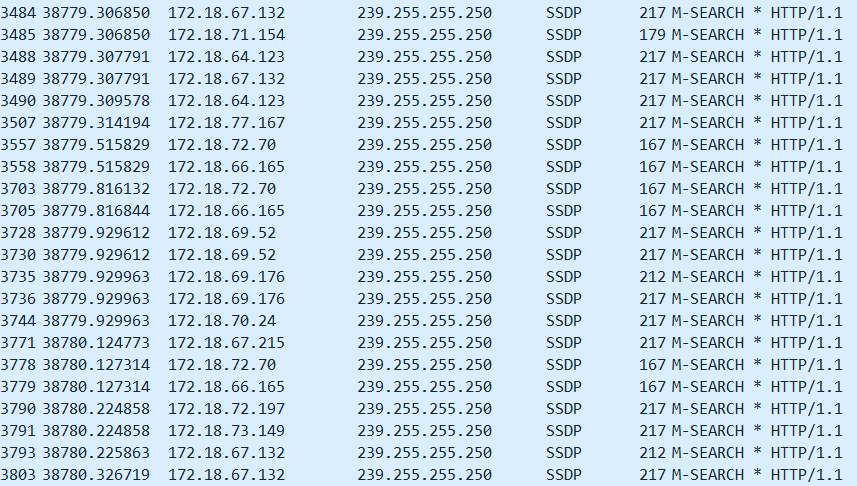 3484 38779.306850 172.18.67.132 239.255.255.250 SSDP 217 M-SEARCH * HTTP/1.1
3485 38779.306850 172.18.71.154 239.255.255.250 SSDP 179 M-SEARCH * HTTP/1.1
3488 38779.307791 172.18.64.123 239.255.255.250 SSDP 217 M-SEARCH * HTTP/1.1
3489 38779.307791 172.18.67.132 239.255.255.250 SSDP 217 M-SEARCH * HTTP/1.1
3490 38779.309578 172.18.64.123 239.255.255.250 SSDP 217 M-SEARCH * HTTP/1.1
3507 38779.314194 172.18.77.167 239.255.255.250 SSDP 217 M-SEARCH * HTTP/1.1
3557 38779.515829 172.18.72.70 239.255.255.250 SSDP 167 M-SEARCH * HTTP/1.1
3558 38779.515829 172.18.66.165 239.255.255.250 SSDP 167 M-SEARCH * HTTP/1.1
3703 38779.816132 172.18.72.70 239.255.255.250 SSDP 167 M-SEARCH * HTTP/1.1
3705 38779.816844 172.18.66.165 239.255.255.250 SSDP 167 M-SEARCH * HTTP/1.1
3728 38779.929612 172.18.69.52 239.255.255.250 SSDP 217 M-SEARCH * HTTP/1.1
3730 38779.929612 172.18.69.52 239.255.255.250 SSDP 217 M-SEARCH * HTTP/1.1
3735 38779.929963 172.18.69.176 239.255.255.250 SSDP 212 M-SEARCH * HTTP/1.1
3736 38779.929963 172.18.69.176 239.255.255.250 SSDP 217 M-SEARCH * HTTP/1.1
3744 38779.929963 172.18.70.24 239.255.255.250 SSDP 217 M-SEARCH * HTTP/1.1
3771 38780.124773 172.18.67.215 239.255.255.250 SSDP 217 M-SEARCH * HTTP/1.1
3778 38780.127314 172.18.72.70 239.255.255.250 SSDP 167 M-SEARCH * HTTP/1.1
3779 38780.127314 172.18.66.165 239.255.255.250 SSDP 167 M-SEARCH * HTTP/1.1
3790 38780.224858 172.18.72.197 239.255.255.250 SSDP 217 M-SEARCH * HTTP/1.1
3791 38780.224858 172.18.73.149 239.255.255.250 SSDP 217 M-SEARCH * HTTP/1.1
3793 38780.225863 172.18.67.132 239.255.255.250 SSDP 212 M-SEARCH * HTTP/1.1
3803 38780.326719 172.18.67.132 239.255.255.250 SSDP 217 M-SEARCH * HTTP/1.1